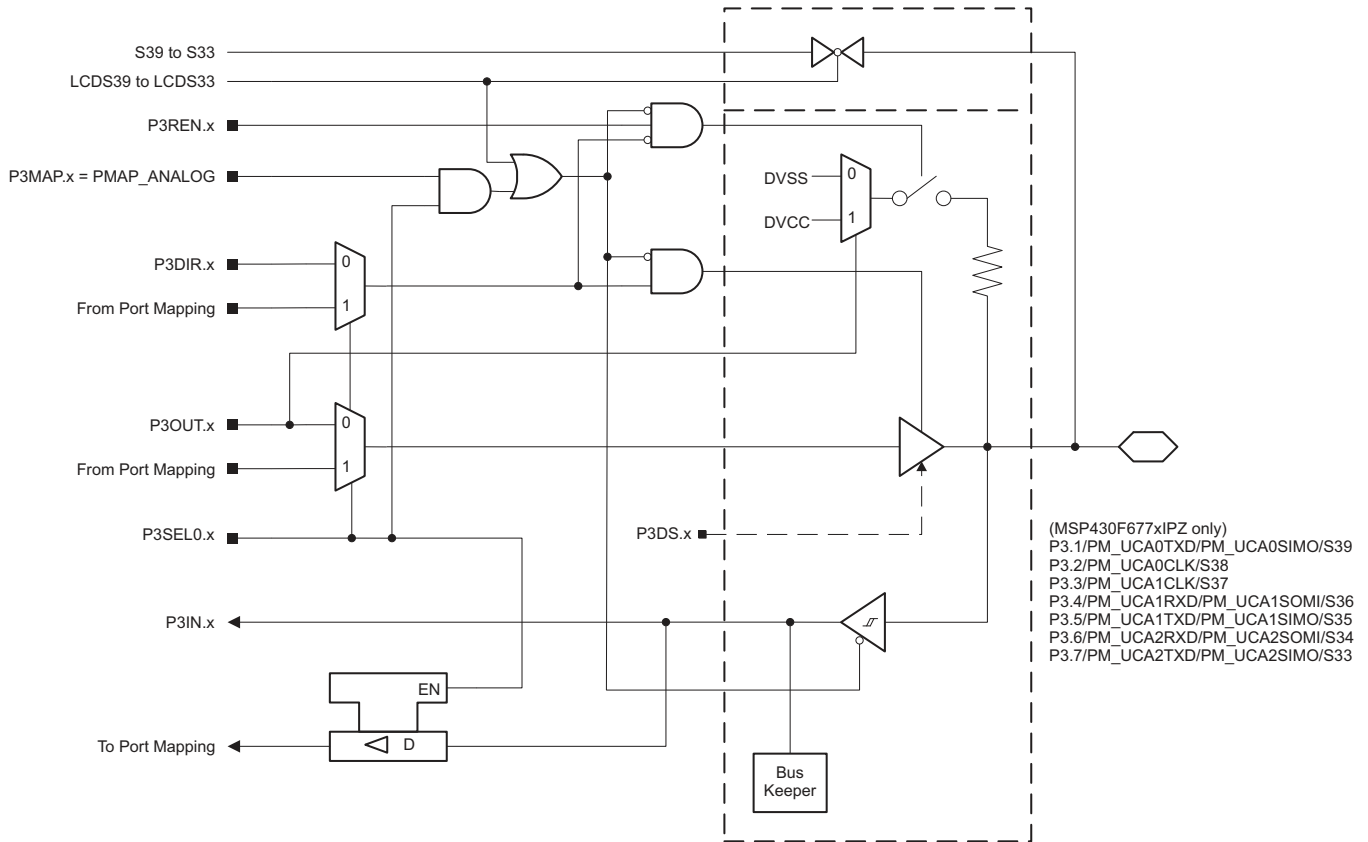 S39 to S33
LCDS39 to LCDS33
P3REN.x
P3MAP.x = PMAP_ANALOG
DVSS
0
DVCC
1
P3DIR.x
0
From Port Mapping
1
P3OUT.x
0
From Port Mapping
1
P3SEL0.x
P3DS.x
(MSP430F677xIPZ only)
P3.1/PM_UCA0TXD/PM_UCA0SIMO/S39
P3.2/PM_UCA0CLK/S38
P3.3/PM_UCA1CLK/S37
P3.4/PM_UCA1RXD/PM_UCA1SOMI/S36
P3.5/PM_UCA1TXD/PM_UCA1SIMO/S35
P3.6/PM_UCA2RXD/PM_UCA2SOMI/S34
P3.7/PM_UCA2TXD/PM_UCA2SIMO/S33
P3IN.x
EN
To Port Mapping
D
Bus
Keeper